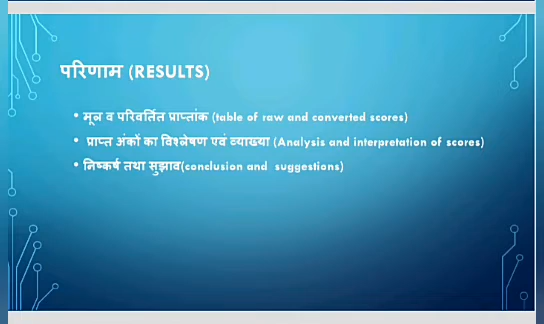 परिणाम (RESULTS)
• मूल व परिवर्तित प्राप्तांक (table of raw and converted scores)
• प्राप्त अंकों का विश्लेषण एवं व्याख्या (Analysis and interpretation of scores)
• निष्कर्ष तथा सुझाव(conclusion and suggestions)